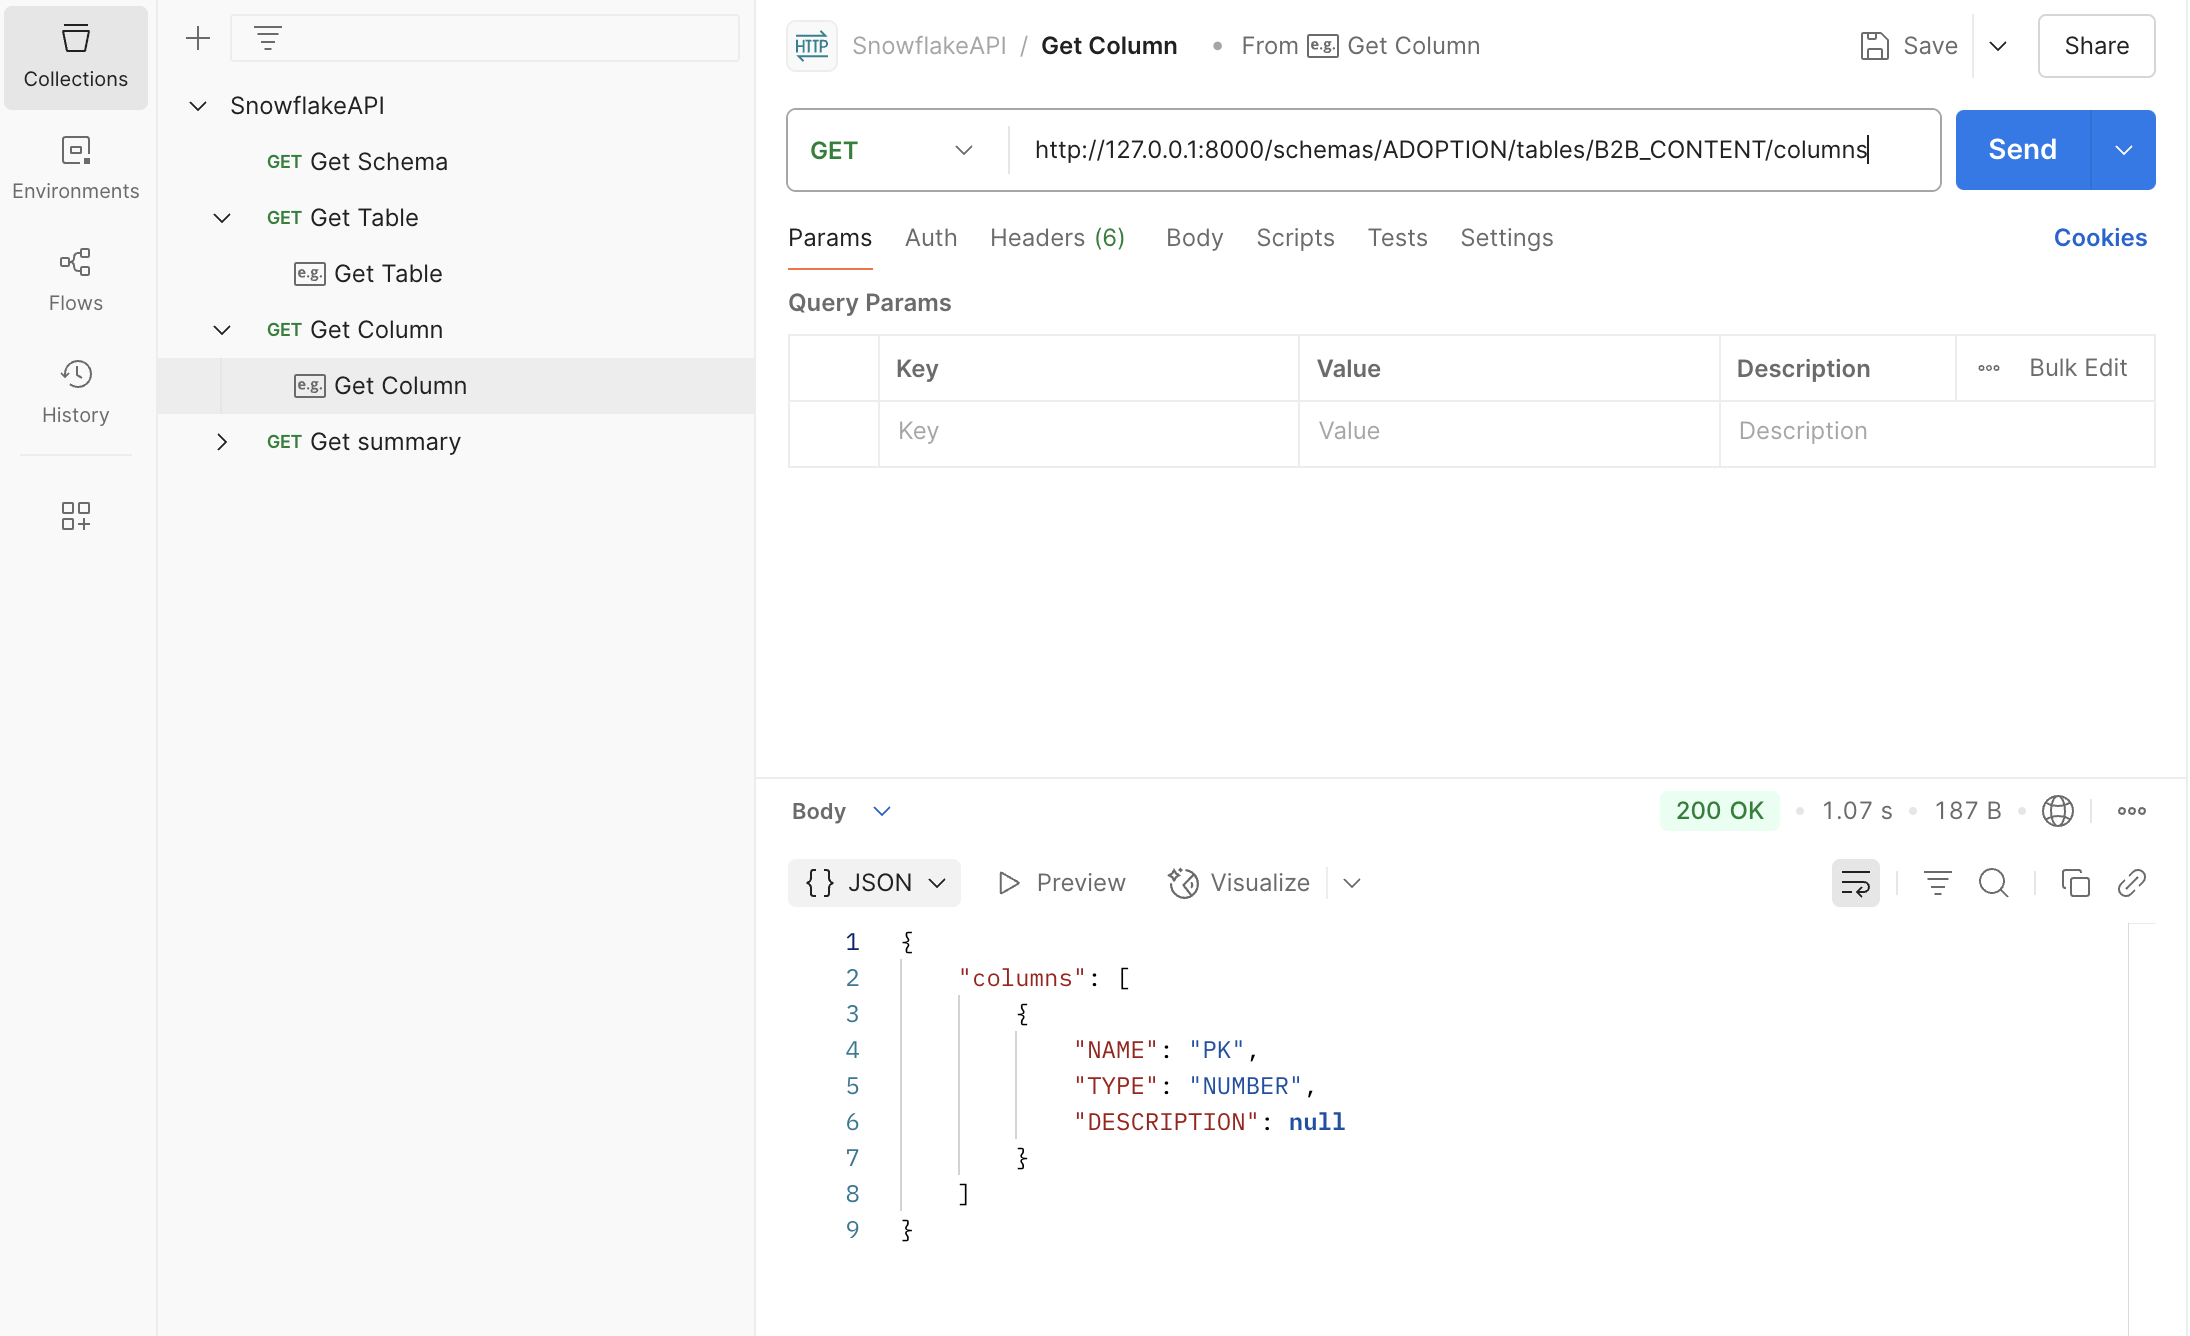 Collections
Environments
Flows
History
SnowflakeAPI
GET Get Schema
GET Get Table
e.g. Get Table
GET Get Column
e.g. Get Column
GET Get summary
HTTP SnowflakeAPI / Get Column • From e.g. Get Column
Save
Share
GET http://127.0.0.1:8000/schemas/ADOPTION/tables/B2B_CONTENT/columns
Send
Params Auth Headers (6) Body Scripts Tests Settings
Cookies
Query Params
Key Value Description Bulk Edit
Key Value Description
Body
200 OK • 1.07 s • 187 B
{} JSON Preview Visualize
1 {
2 "columns": [
3 {
4 "NAME": "PK",
5 "TYPE": "NUMBER",
6 "DESCRIPTION": null
7 }
8 ]
9 }